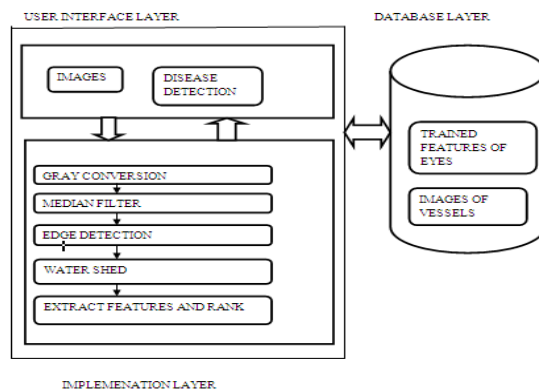 USER INTERFACE LAYER
DATABASE LAYER
IMAGES
DISEASE
DETECTION
TRAINED
FEATURES OF
EYES
IMAGES OF
VESSELS
GRAY CONVERSION
MEDIAN FILTER
EDGE DETECTION
WATER SHED
EXTRACT FEATURES AND RANK
IMPLEMENATION LAYER